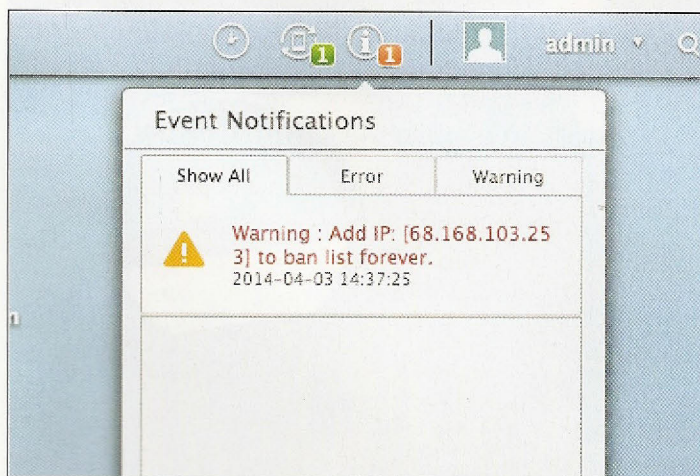 1
1
admin
Event Notifications
Show All
Error
Warning
Warning : Add IP: [68.168.103.25
3] to ban list forever.
2014-04-03 14:37:25